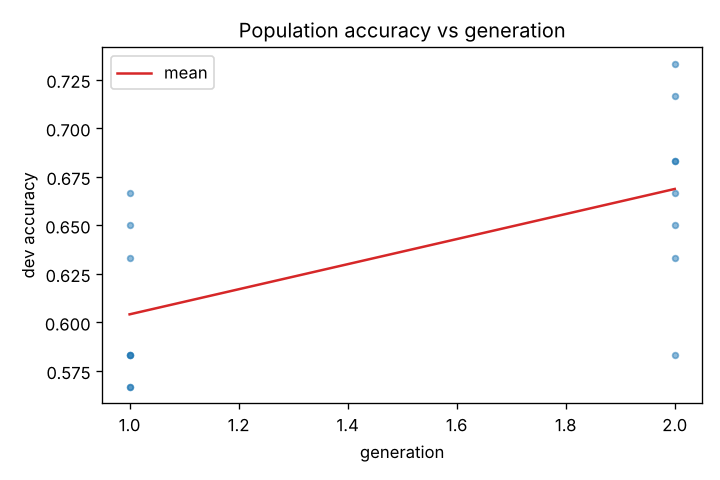 Population accuracy vs generation
mean
dev accuracy
0.725
0.700
0.675
0.650
0.625
0.600
0.575
1.0 1.2 1.4 1.6 1.8 2.0
generation